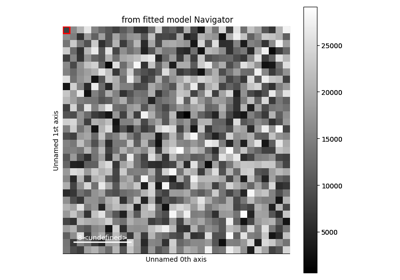 from fitted model Navigator
Unnamed 1st axis
<undefined>
Unnamed 0th axis
25000
20000
15000
10000
5000